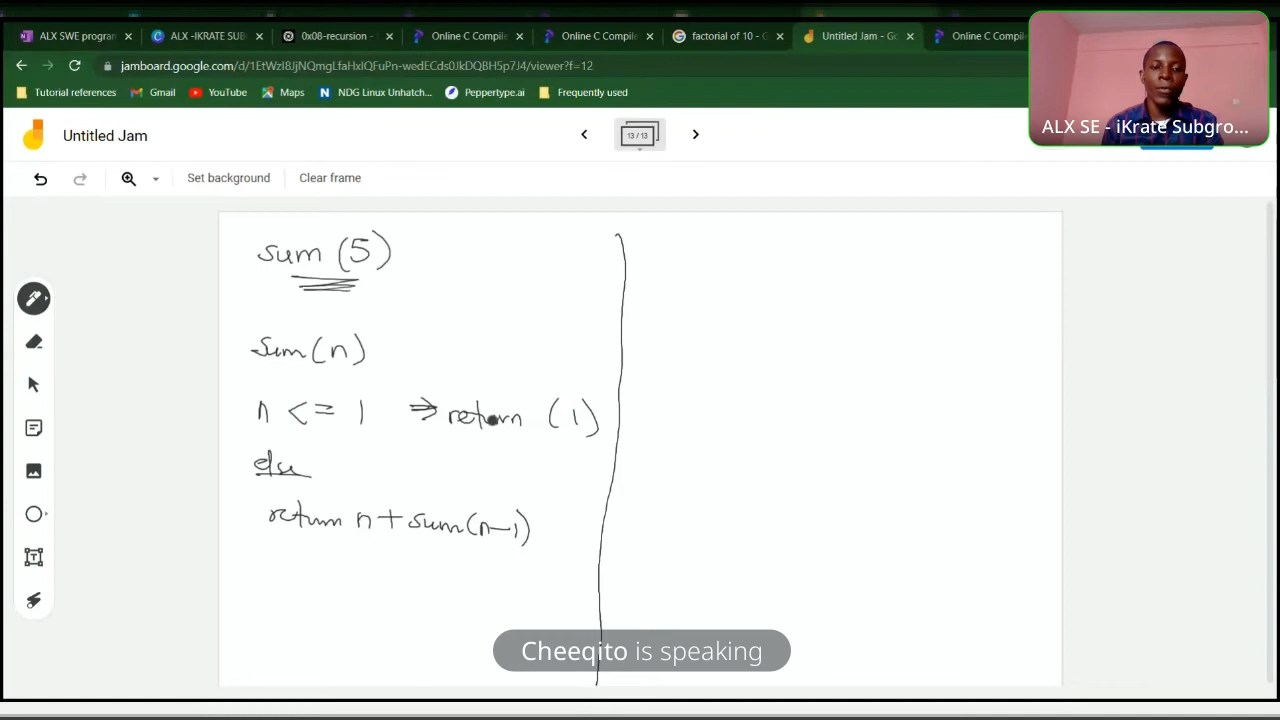 ALX SWE program
ALX -IKRATE SUB
0x08-recursion -
Online C Compile
Online C Compile
factorial of 10 - G
Untitled Jam - Go
Online C Compile
jamboard.google.com/d/1EtWzI8JjNQmgLfaHxIQFuPn-wedECds0JkDQBH5p7J4/viewer?f=12
Tutorial references
Gmail
YouTube
Maps
NDG Linux Unhatch...
Peppertype.ai
Frequently used
ALX SE - iKrate Subgro...
Untitled Jam
13 / 13
Set background
Clear frame
sum (5)
sum(n)
n <= 1 ⇒ return (1)
else
return n + sum(n-1)
Cheeqito is speaking